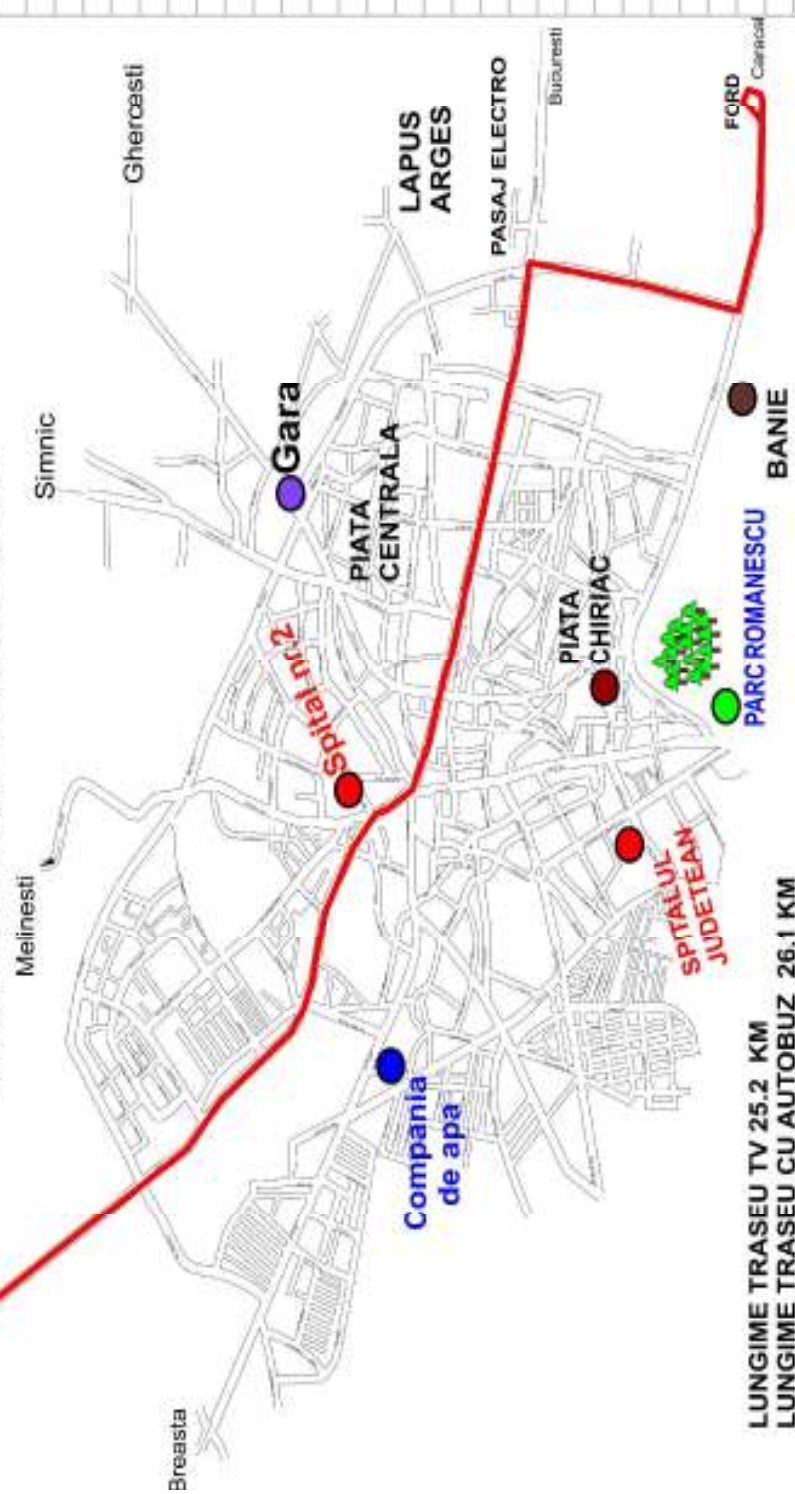 Melinesti
Simnic
Ghercesti
Breasta
Gara
Spital nr.2
PIATA
CENTRALA
LAPUS
ARGES
Compania
de apa
PASAJ ELECTRO
Bucuresti
PIATA
CHIRIAC
SPITALUL
JUDETEAN
FORD
Caracal
PARC ROMANESCU
BANIE
LUNGIME TRASEU TV 25.2 KM
LUNGIME TRASEU CU AUTOBUZ 26.1 KM